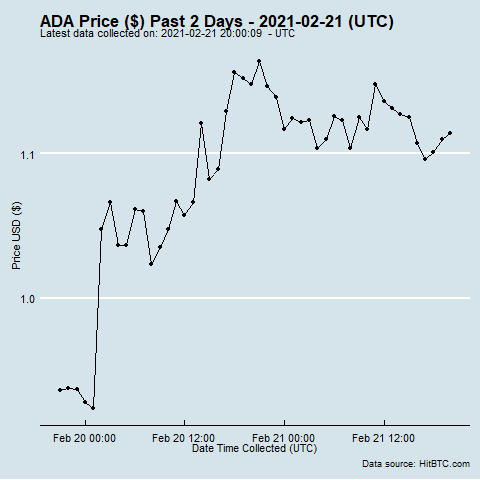 ADA Price ($) Past 2 Days - 2021-02-21 (UTC)
Latest data collected on: 2021-02-21 20:00:09  - UTC
1.1
1.0
Price USD ($)
Feb 20 00:00
Feb 20 12:00
Feb 21 00:00
Feb 21 12:00
Date Time Collected (UTC)
Data source: HitBTC.com